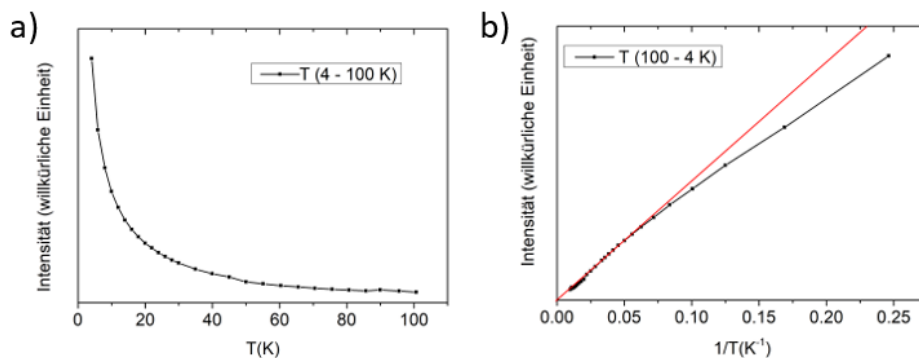 a)
Intensität (willkürliche Einheit)
T (4 - 100 K)
0 20 40 60 80 100
T(K)
b)
Intensität (willkürliche Einheit)
T (100 - 4 K)
0.00 0.05 0.10 0.15 0.20 0.25
1/T(K⁻¹)